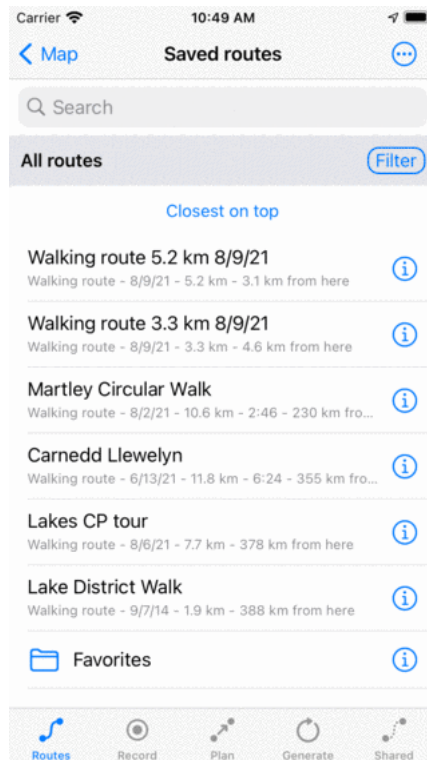 Carrier 10:49 AM
Map Saved routes
Search
All routes Filter
Closest on top
Walking route 5.2 km 8/9/21
Walking route - 8/9/21 - 5.2 km - 3.1 km from here
Walking route 3.3 km 8/9/21
Walking route - 8/9/21 - 3.3 km - 4.6 km from here
Martley Circular Walk
Walking route - 8/2/21 - 10.6 km - 2:46 - 230 km fro...
Carnedd Llewelyn
Walking route - 6/13/21 - 11.8 km - 6:24 - 355 km fro...
Lakes CP tour
Walking route - 8/6/21 - 7.7 km - 378 km from here
Lake District Walk
Walking route - 9/7/14 - 1.9 km - 388 km from here
Favorites
Routes Record Plan Generate Shared